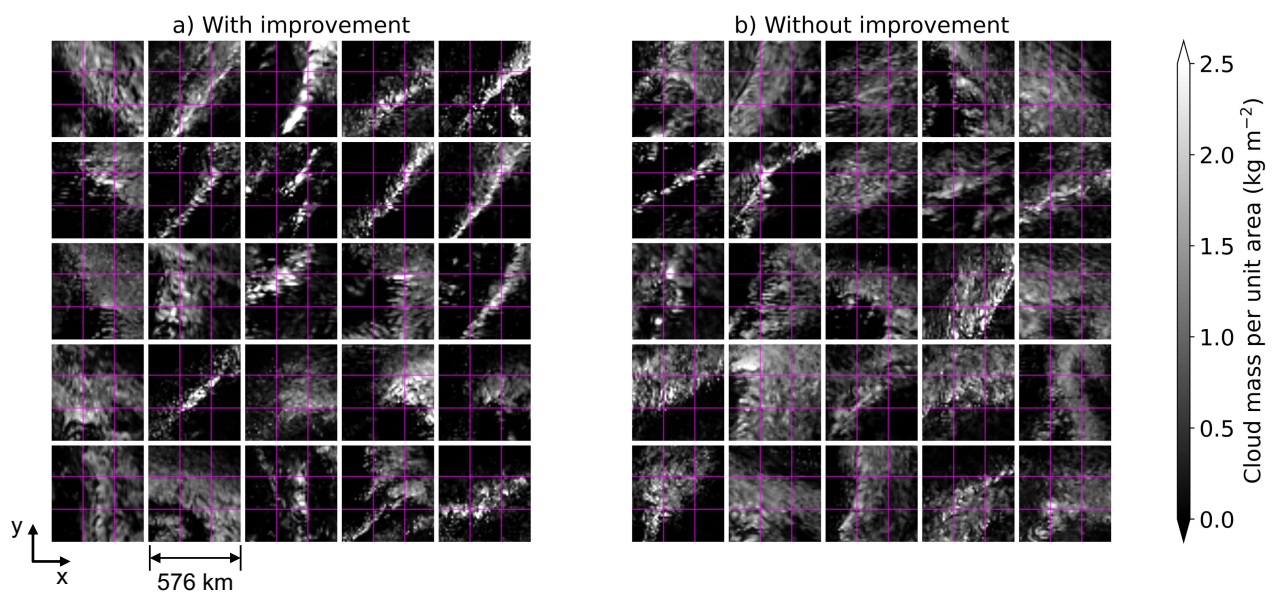 a) With improvement
b) Without improvement
2.5
2.0
1.5
1.0
0.5
0.0
Cloud mass per unit area (kg m⁻²)
y
x
576 km